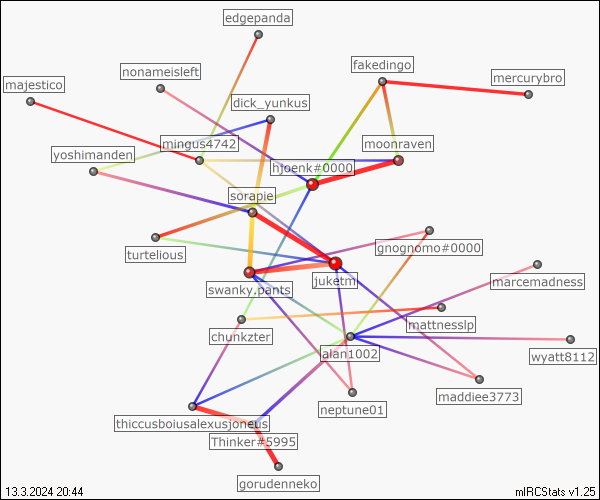 edgepanda
nonameisleft
fakedingo
majestico
mercurybro
dick_yunkus
mingus4742
moonraven
yoshimanden
hjoenk#0000
sorapie
turtelious
gnognomo#0000
swanky.pants
juketm
marcemadness
chunkzter
mattnesslp
alan1002
wyatt8112
maddiee3773
neptune01
thiccusboiusalexusjoneus
Thinker#5995
gorudenneko
13.3.2024 20:44
mIRCStats v1.25